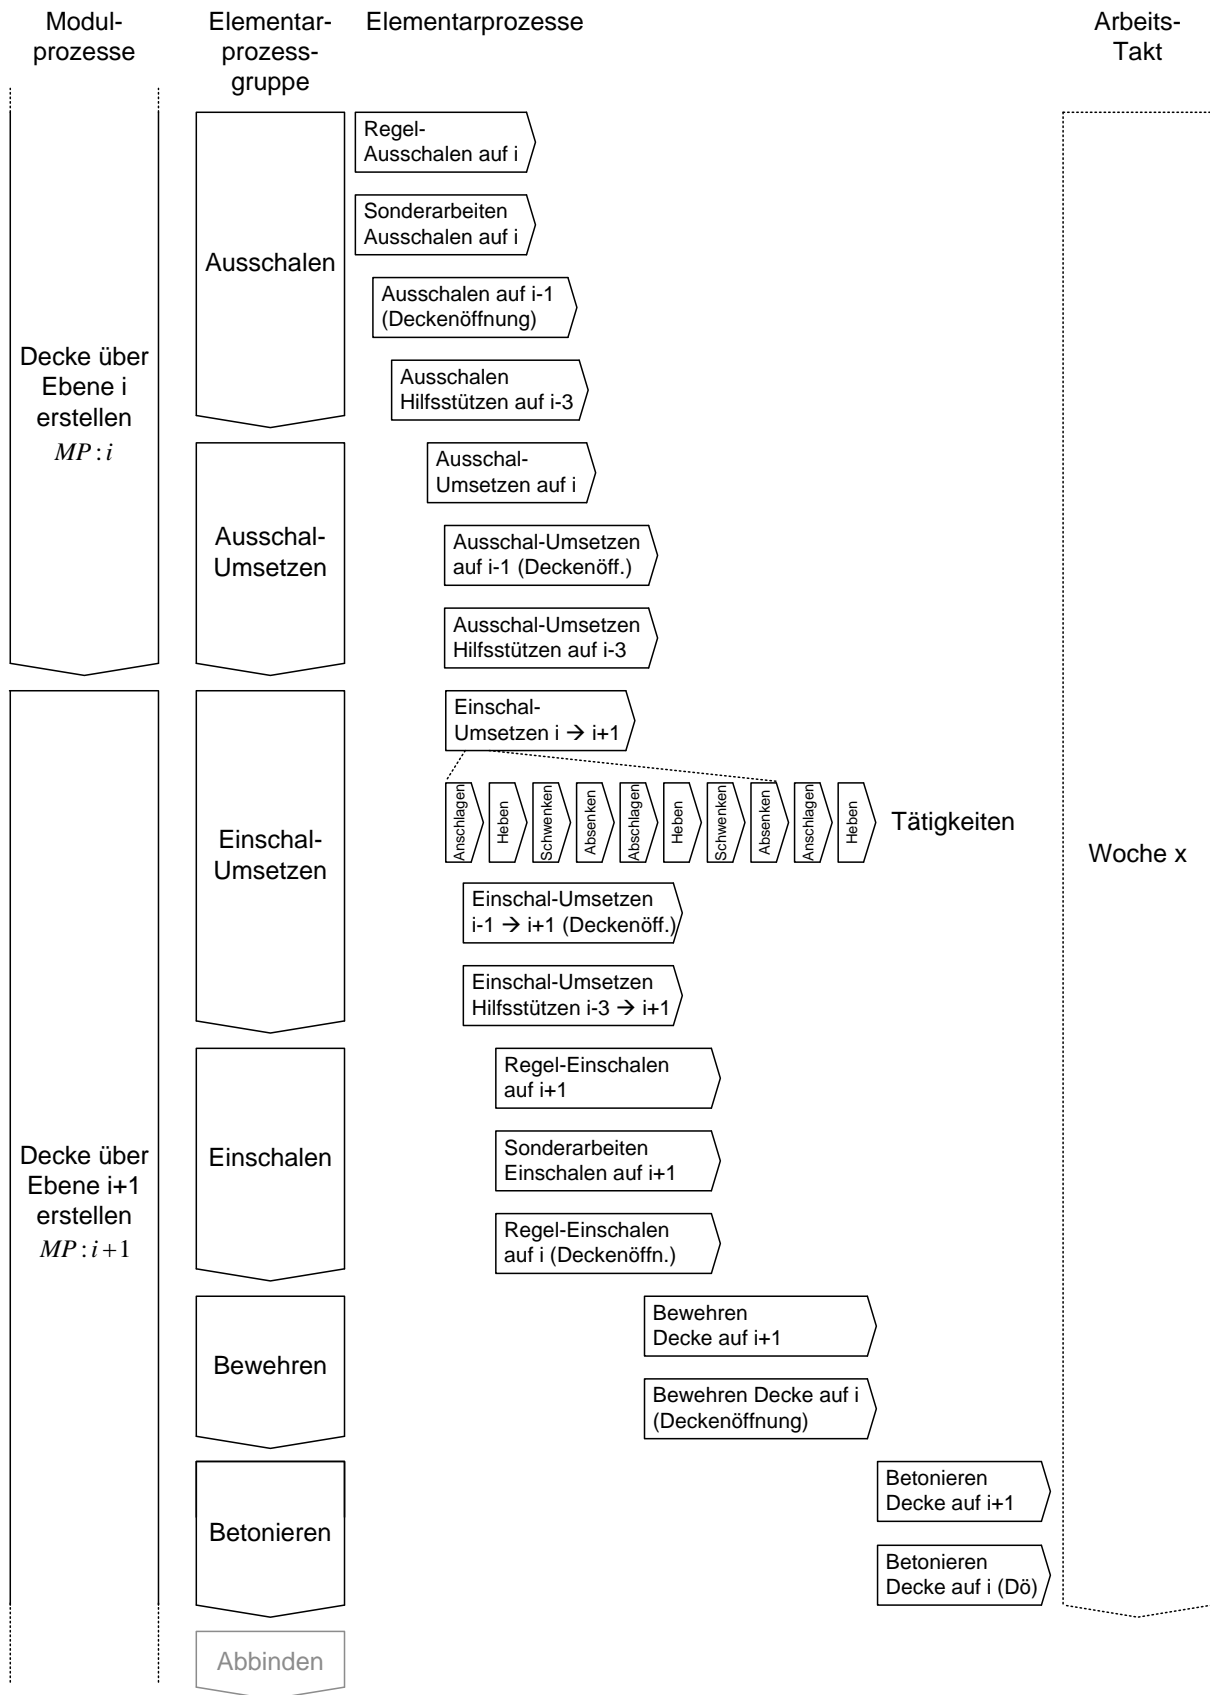 Modul-
prozesse
Elementar-
prozess-
gruppe
Elementarprozesse
Arbeits-
Takt
Decke über
Ebene i
erstellen
MP : i
Ausschalen
Regel-
Ausschalen auf i
Sonderarbeiten
Ausschalen auf i
Ausschalen auf i-1
(Deckenöffnung)
Ausschalen
Hilfsstützen auf i-3
Ausschal-
Umsetzen
Ausschal-
Umsetzen auf i
Ausschal-Umsetzen
auf i-1 (Deckenöff.)
Ausschal-Umsetzen
Hilfsstützen auf i-3
Decke über
Ebene i+1
erstellen
MP : i+1
Einschal-
Umsetzen
Einschal-
Umsetzen i → i+1
Anschlagen
Heben
Schwenken
Absenken
Abschlagen
Heben
Schwenken
Absenken
Anschlagen
Heben
Tätigkeiten
Woche x
Einschal-Umsetzen
i-1 → i+1 (Deckenöff.)
Einschal-Umsetzen
Hilfsstützen i-3 → i+1
Einschalen
Regel-Einschalen
auf i+1
Sonderarbeiten
Einschalen auf i+1
Regel-Einschalen
auf i (Deckenöffn.)
Bewehren
Bewehren
Decke auf i+1
Bewehren Decke auf i
(Deckenöffnung)
Betonieren
Betonieren
Decke auf i+1
Betonieren
Decke auf i (Dö)
Abbinden